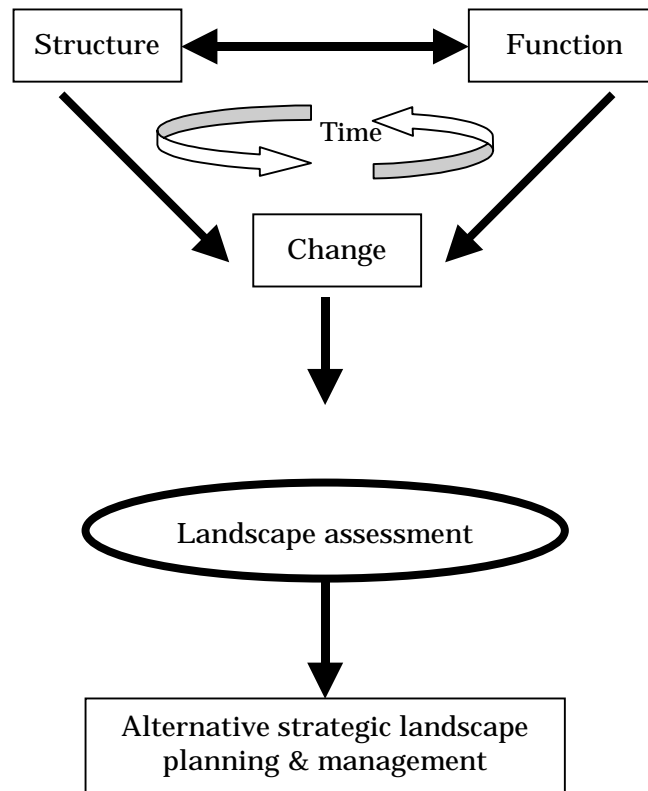 Structure
Function
Time
Change
Landscape assessment
Alternative strategic landscape
planning & management